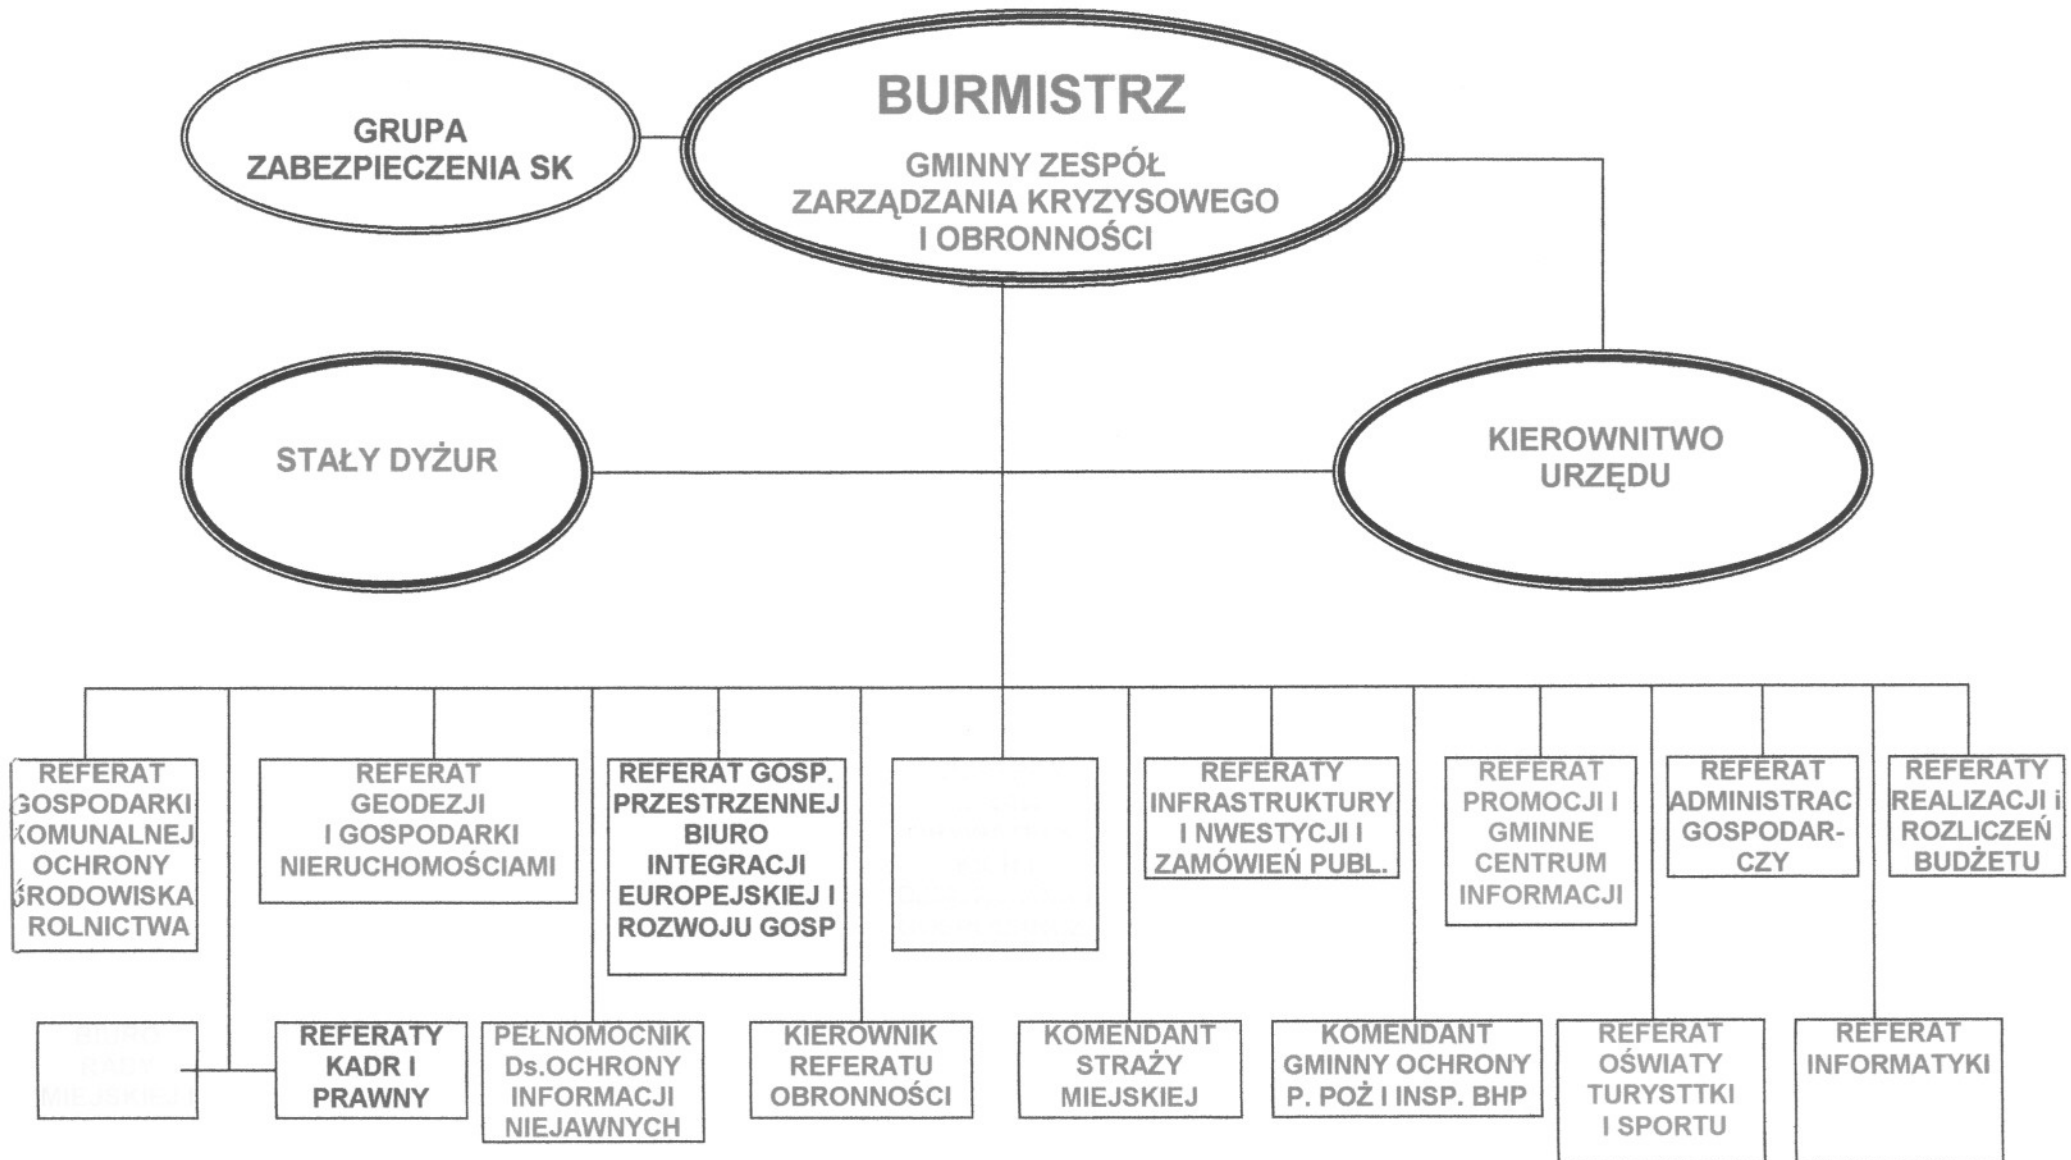 GRUPA
ZABEZPIECZENIA SK
BURMISTRZ
GMINNY ZESPÓŁ
ZARZĄDZANIA KRYZYSOWEGO
I OBRONNOŚCI
STAŁY DYŻUR
KIEROWNITWO
URZĘDU
REFERAT
GOSPODARKI
KOMUNALNEJ
OCHRONY
ŚRODOWISKA
ROLNICTWA
REFERAT
GEODEZJI
I GOSPODARKI
NIERUCHOMOŚCIAMI
REFERAT GOSP.
PRZESTRZENNEJ
BIURO
INTEGRACJI
EUROPEJSKIEJ I
ROZWOJU GOSP
REFERATY
INFRASTRUKTURY
I NWESTYCJI I
ZAMÓWIEŃ PUBL.
REFERAT
PROMOCJI I
GMINNE
CENTRUM
INFORMACJI
REFERAT
ADMINISTRAC
GOSPODAR-
CZY
REFERATY
REALIZACJI i
ROZLICZEŃ
BUDŻETU
REFERATY
KADR I
PRAWNY
PEŁNOMOCNIK
Ds.OCHRONY
INFORMACJI
NIEJAWNYCH
KIEROWNIK
REFERATU
OBRONNOŚCI
KOMENDANT
STRAŻY
MIEJSKIEJ
KOMENDANT
GMINNY OCHRONY
P. POŻ I INSP. BHP
REFERAT
OŚWIATY
TURYSTTKI
I SPORTU
REFERAT
INFORMATYKI